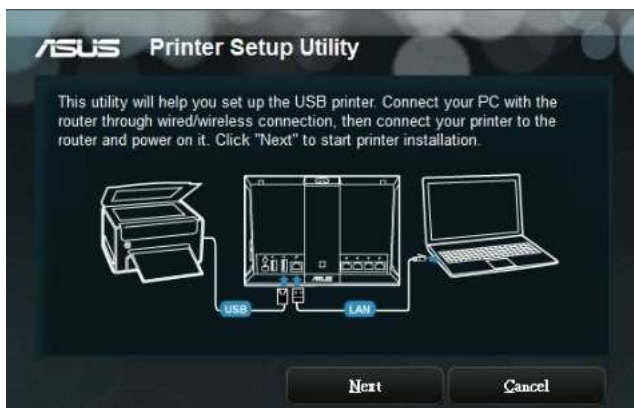 ASUS Printer Setup Utility
This utility will help you set up the USB printer. Connect your PC with the
router through wired/wireless connection, then connect your printer to the
router and power on it. Click "Next" to start printer installation.
ASUS
USB
LAN
Next
Cancel